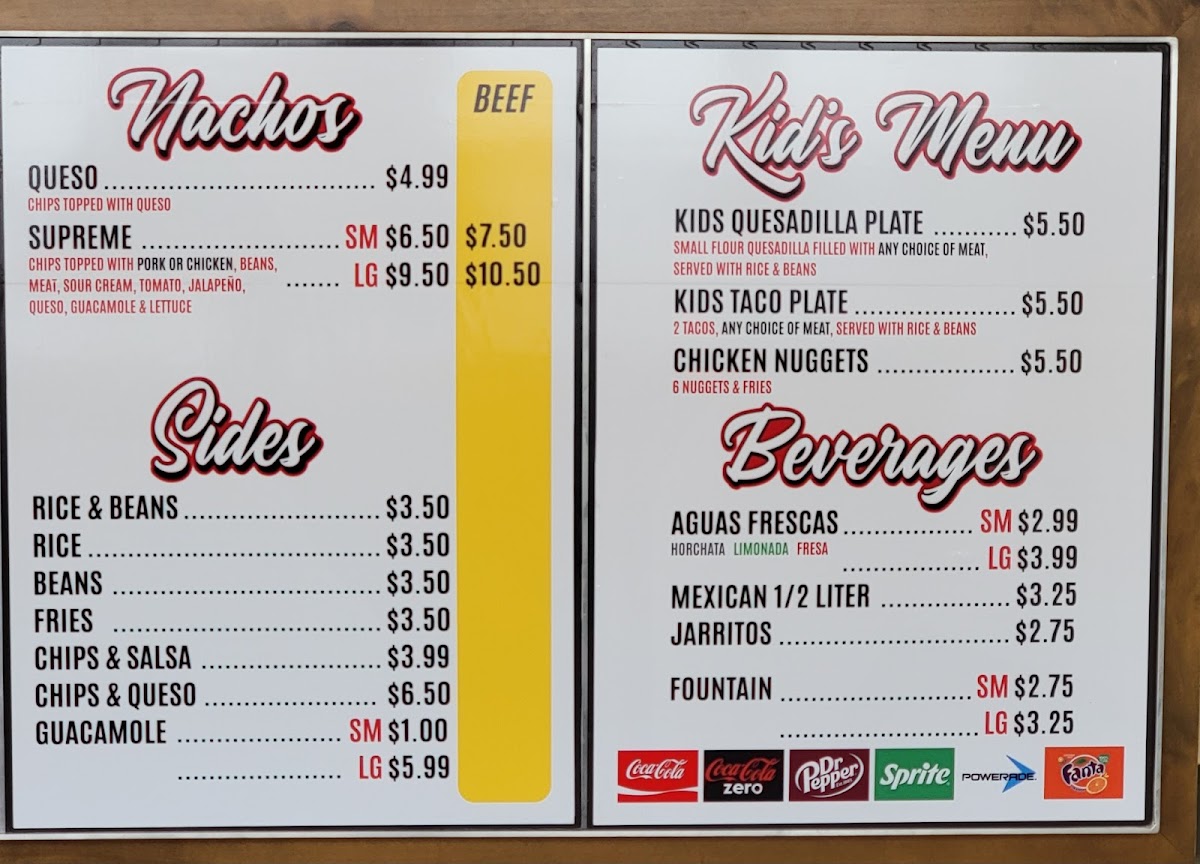 Nachos
BEEF
QUESO ................................ $4.99
CHIPS TOPPED WITH QUESO
SUPREME ........................ SM $6.50 $7.50
CHIPS TOPPED WITH PORK OR CHICKEN, BEANS,
....... LG $9.50 $10.50
MEAT, SOUR CREAM, TOMATO, JALAPEÑO,
QUESO, GUACAMOLE & LETTUCE
Sides
RICE & BEANS ........................ $3.50
RICE ................................... $3.50
BEANS ................................ $3.50
FRIES ................................ $3.50
CHIPS & SALSA ...................... $3.99
CHIPS & QUESO ..................... $6.50
GUACAMOLE .................... SM $1.00
.................... LG $5.99
Kid's Menu
KIDS QUESADILLA PLATE .......... $5.50
SMALL FLOUR QUESADILLA FILLED WITH ANY CHOICE OF MEAT,
SERVED WITH RICE & BEANS
KIDS TACO PLATE ................... $5.50
2 TACOS, ANY CHOICE OF MEAT, SERVED WITH RICE & BEANS
CHICKEN NUGGETS ................. $5.50
6 NUGGETS & FRIES
Beverages
AGUAS FRESCAS ............... SM $2.99
HORCHATA LIMONADA FRESA
................. LG $3.99
MEXICAN 1/2 LITER ................ $3.25
JARRITOS ............................ $2.75
FOUNTAIN ....................... SM $2.75
........................ LG $3.25
Coca-Cola
Coca-Cola zero
Dr Pepper
Sprite
POWERADE
Fanta